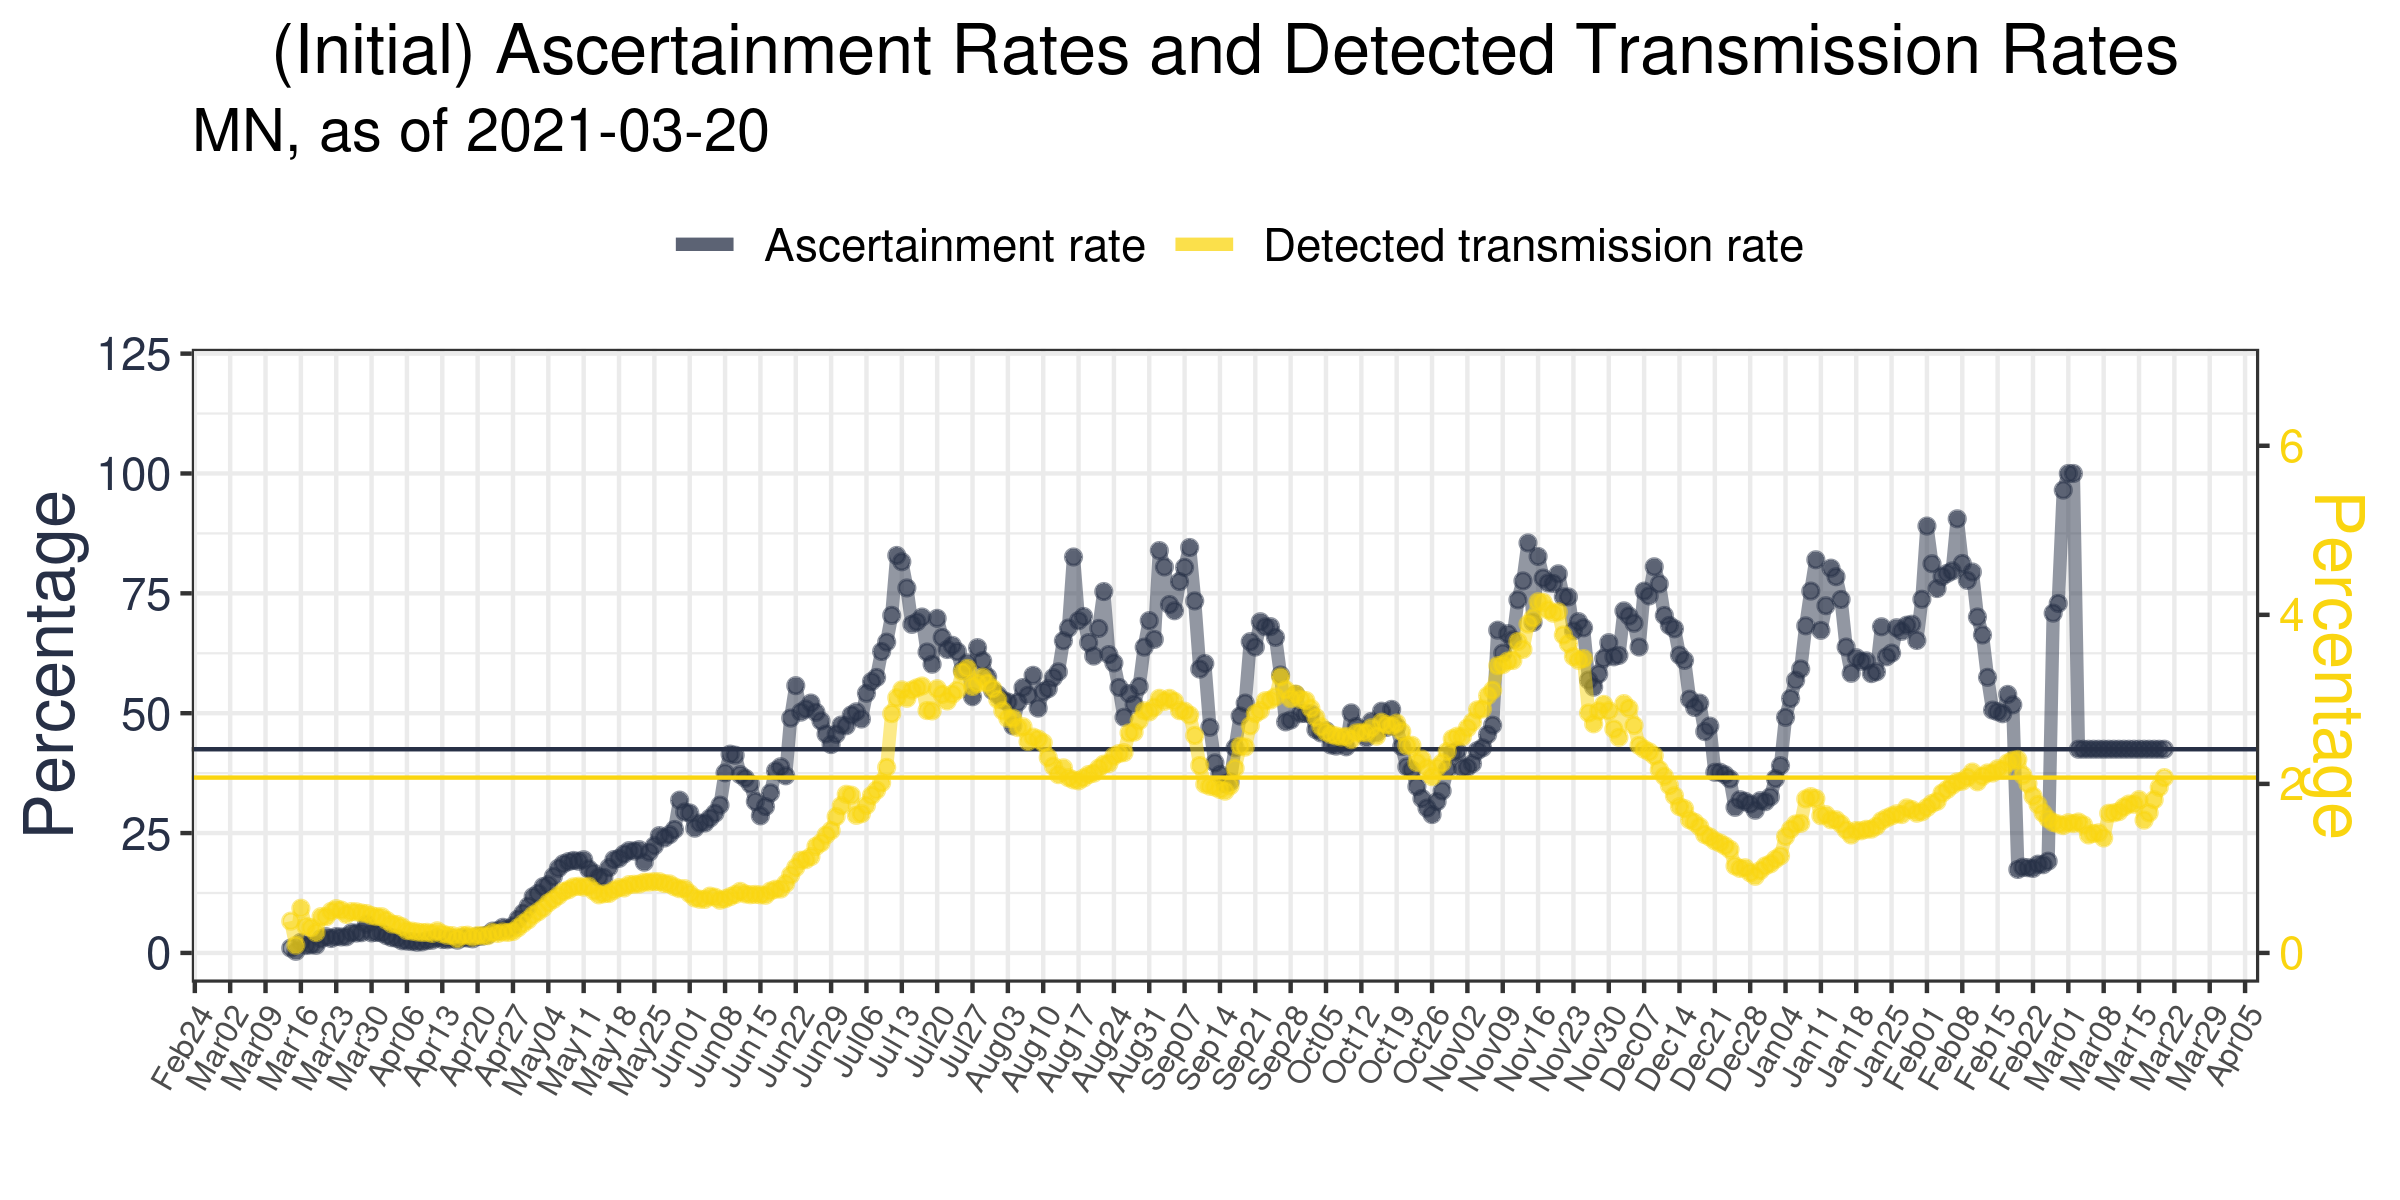 (Initial) Ascertainment Rates and Detected Transmission Rates
MN, as of 2021-03-20
Ascertainment rate
Detected transmission rate
Percentage
125
100
75
50
25
0
6
4
2
0
Percentage
Feb24
Mar02
Mar09
Mar16
Mar23
Mar30
Apr06
Apr13
Apr20
Apr27
May04
May11
May18
May25
Jun01
Jun08
Jun15
Jun22
Jun29
Jul06
Jul13
Jul20
Jul27
Aug03
Aug10
Aug17
Aug24
Aug31
Sep07
Sep14
Sep21
Sep28
Oct05
Oct12
Oct19
Oct26
Nov02
Nov09
Nov16
Nov23
Nov30
Dec07
Dec14
Dec21
Dec28
Jan04
Jan11
Jan18
Jan25
Feb01
Feb08
Feb15
Feb22
Mar01
Mar08
Mar15
Mar22
Mar29
Apr05